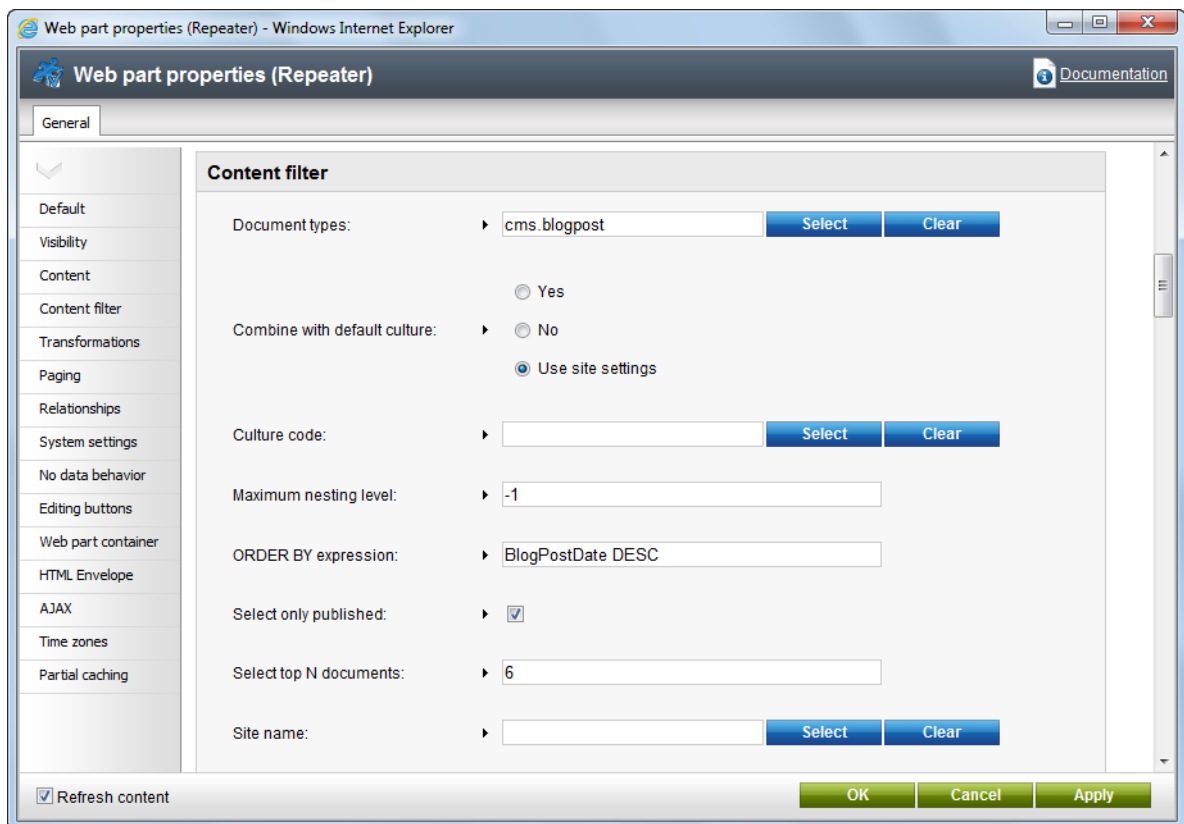 Web part properties (Repeater) - Windows Internet Explorer
Web part properties (Repeater)
Documentation
General
Default
Visibility
Content
Content filter
Transformations
Paging
Relationships
System settings
No data behavior
Editing buttons
Web part container
HTML Envelope
AJAX
Time zones
Partial caching
Content filter
Document types: cms.blogpost Select Clear
Yes
Combine with default culture: No
Use site settings
Culture code: Select Clear
Maximum nesting level: -1
ORDER BY expression: BlogPostDate DESC
Select only published:
Select top N documents: 6
Site name: Select Clear
Refresh content OK Cancel Apply